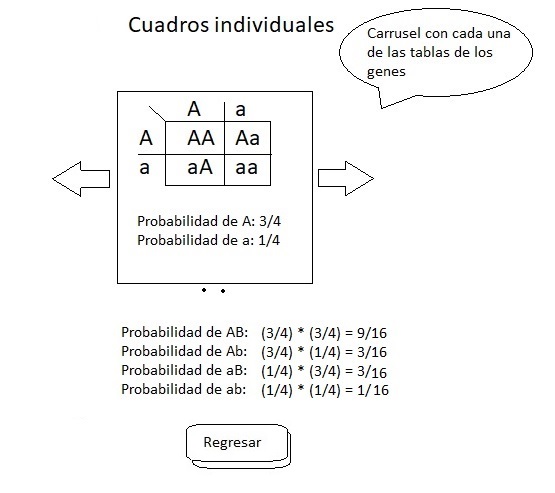 Cuadros individuales
Carrusel con cada una
de las tablas de los
genes
A a
A AA Aa
a aA aa
Probabilidad de A: 3/4
Probabilidad de a: 1/4
Probabilidad de AB: (3/4) * (3/4) = 9/16
Probabilidad de Ab: (3/4) * (1/4) = 3/16
Probabilidad de aB: (1/4) * (3/4) = 3/16
Probabilidad de ab: (1/4) * (1/4) = 1/16
Regresar